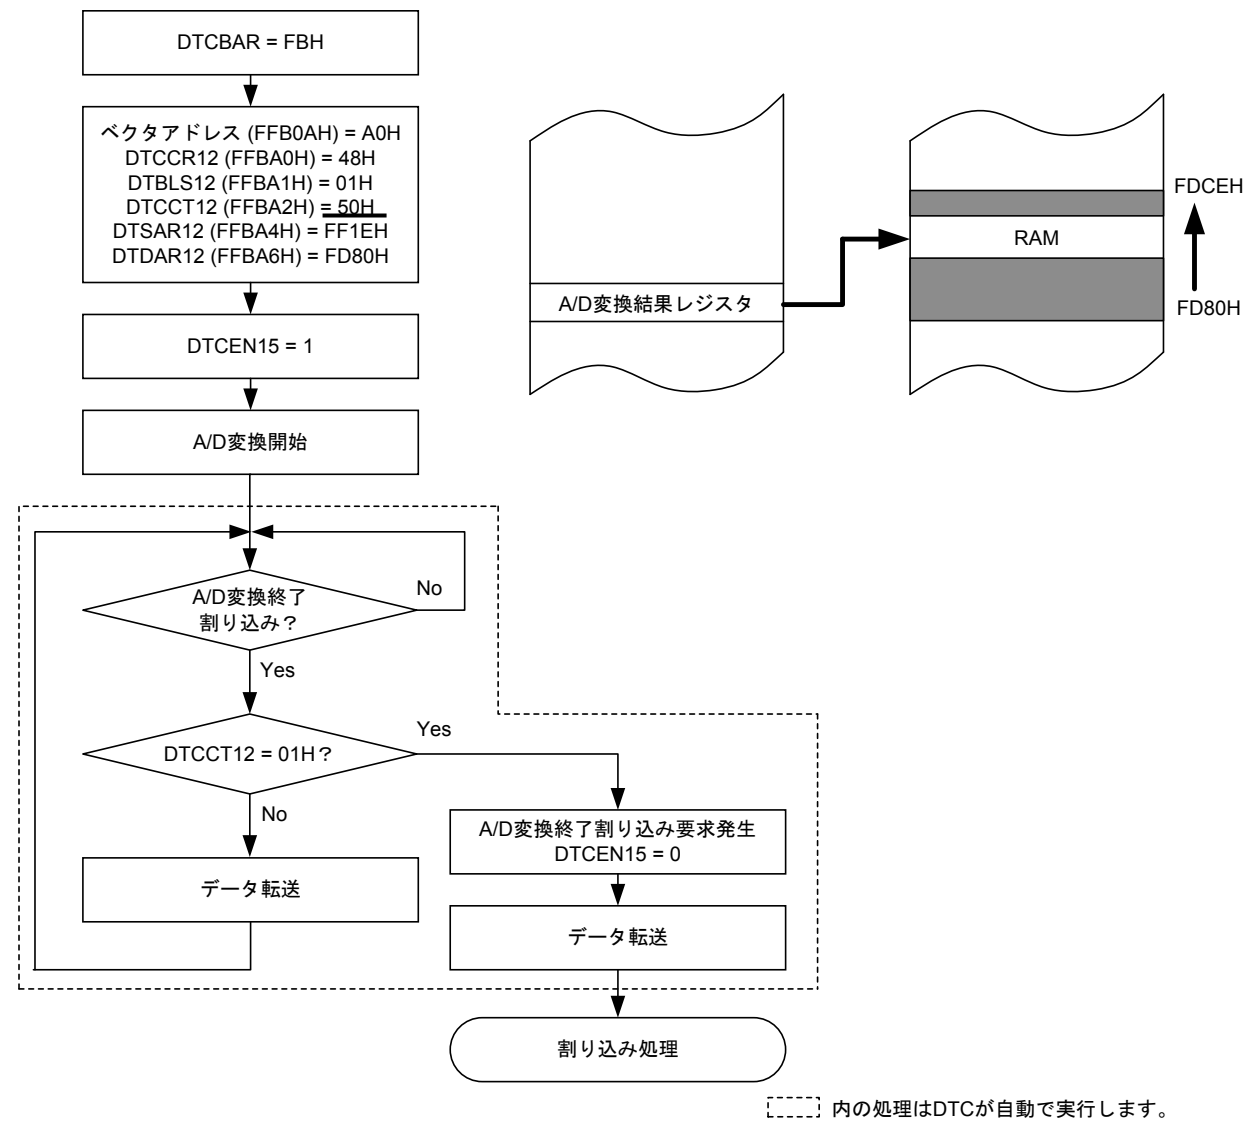 DTCBAR = FBH
ベクタアドレス (FFB0AH) = A0H
DTCCR12 (FFBA0H) = 48H
DTBLS12 (FFBA1H) = 01H
DTCCT12 (FFBA2H) = 50H
DTSAR12 (FFBA4H) = FF1EH
DTDAR12 (FFBA6H) = FD80H
DTCEN15 = 1
A/D変換開始
A/D変換終了
割り込み？
No
Yes
DTCCT12 = 01H？
Yes
No
データ転送
A/D変換終了割り込み要求発生
DTCEN15 = 0
データ転送
割り込み処理
A/D変換結果レジスタ
RAM
FDCEH
FD80H
内の処理はDTCが自動で実行します。